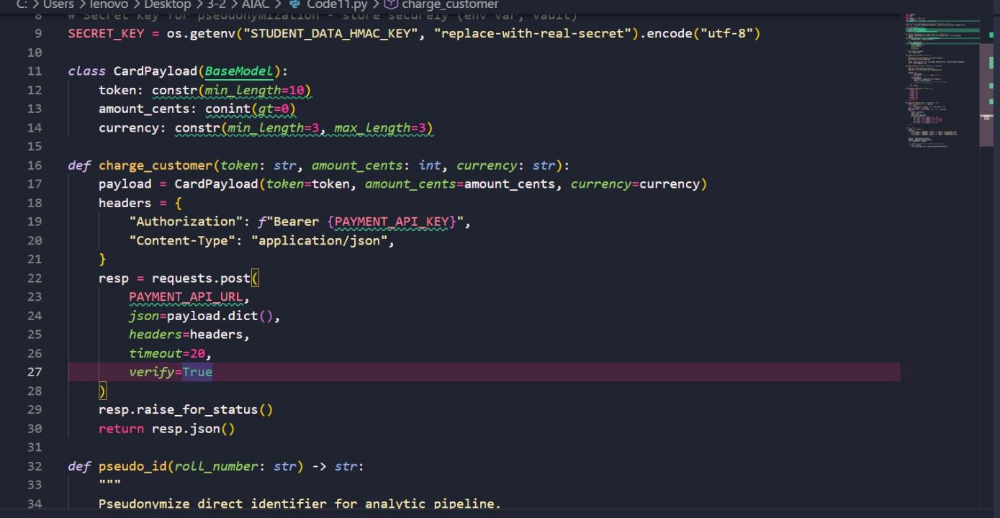 C: > Users > lenovo > Desktop > 3-2 > AIAC > Code11.py > charge_customer
8 # Secret key for pseudonymization - store securely (env var, vault)
9 SECRET_KEY = os.getenv("STUDENT_DATA_HMAC_KEY", "replace-with-real-secret").encode("utf-8")
10
11 class CardPayload(BaseModel):
12     token: constr(min_length=10)
13     amount_cents: conint(gt=0)
14     currency: constr(min_length=3, max_length=3)
15
16 def charge_customer(token: str, amount_cents: int, currency: str):
17     payload = CardPayload(token=token, amount_cents=amount_cents, currency=currency)
18     headers = {
19         "Authorization": f"Bearer {PAYMENT_API_KEY}",
20         "Content-Type": "application/json",
21     }
22     resp = requests.post(
23         PAYMENT_API_URL,
24         json=payload.dict(),
25         headers=headers,
26         timeout=20,
27         verify=True
28     )
29     resp.raise_for_status()
30     return resp.json()
31
32 def pseudo_id(roll_number: str) -> str:
33     """
34     Pseudonymize direct identifier for analytic pipeline.